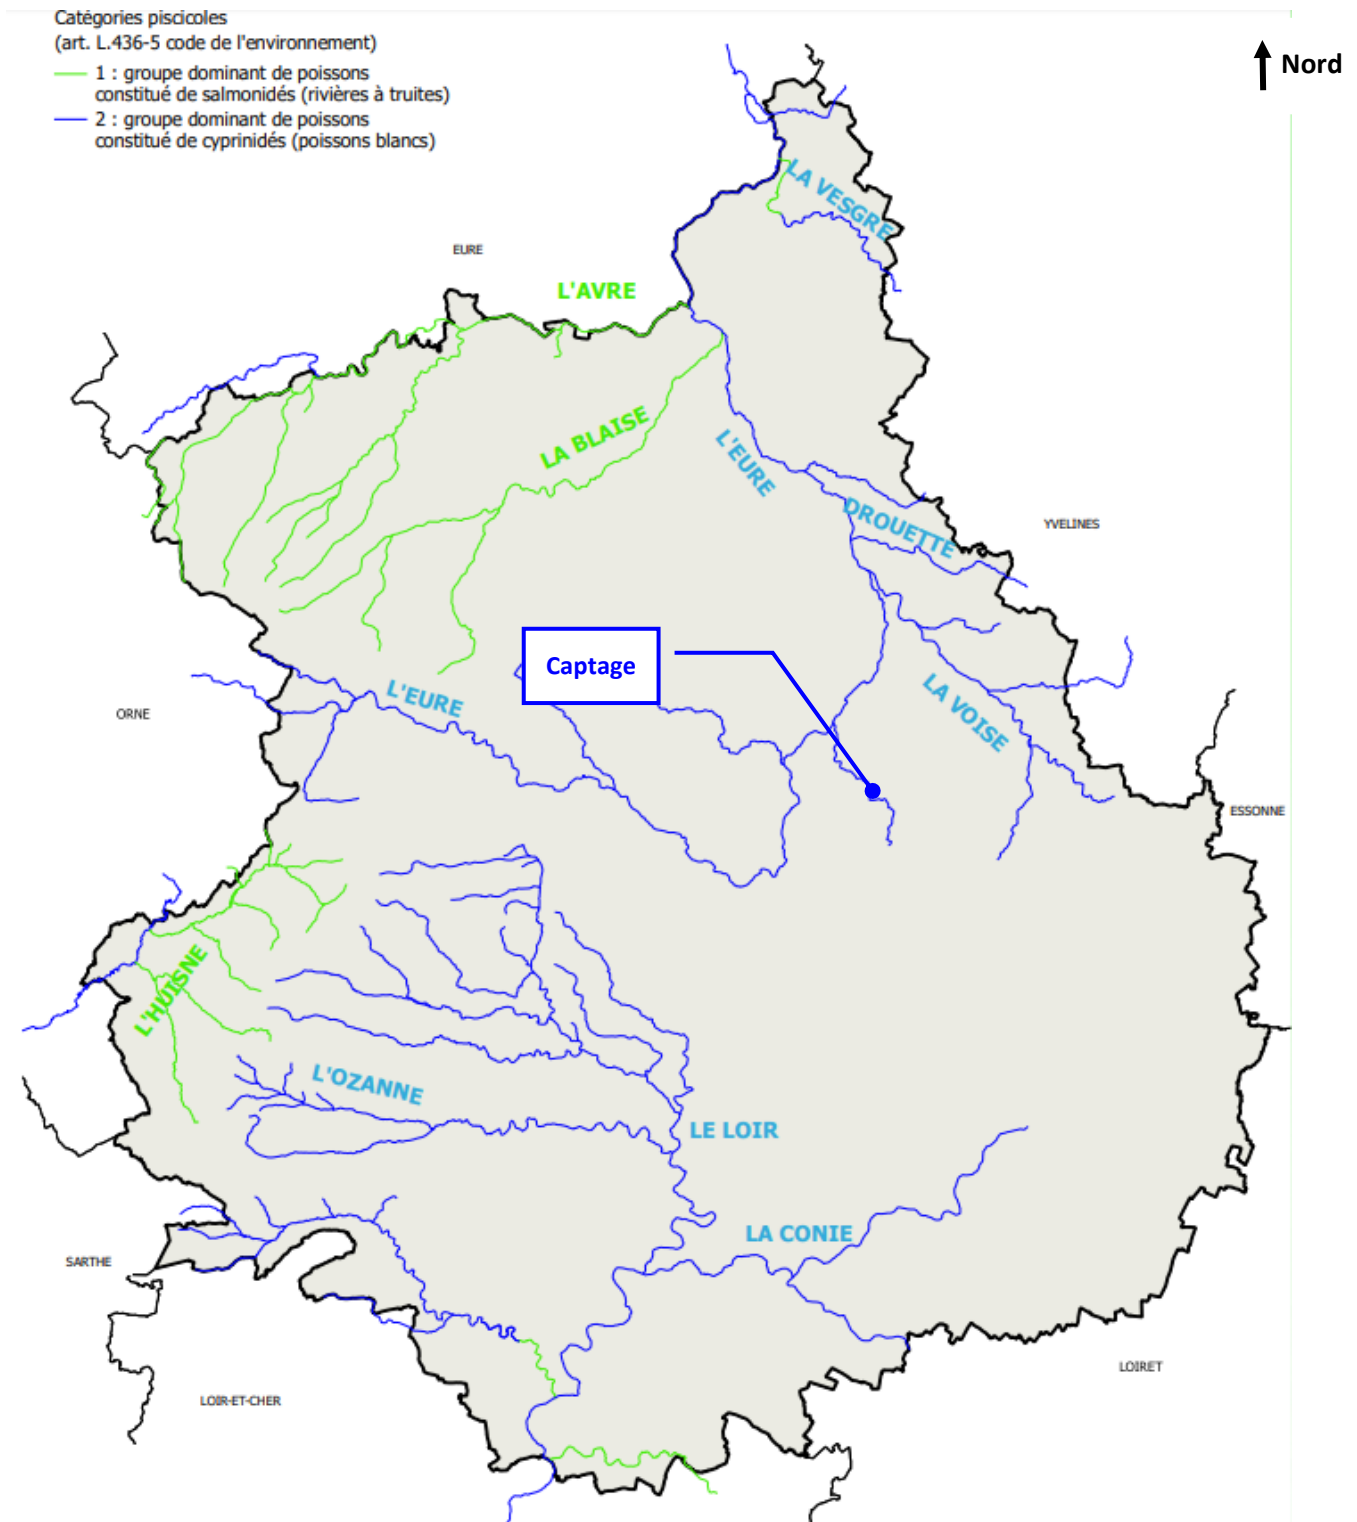 Catégories piscicoles
(art. L.436-5 code de l'environnement)
1 : groupe dominant de poissons
constitué de salmonidés (rivières à truites)
2 : groupe dominant de poissons
constitué de cyprinidés (poissons blancs)
Nord
LA VESGRE
EURE
L'AVRE
LA BLAISE
L'EURE
DROUETTE
YVELINES
Captage
L'EURE
LA VOISE
ORNE
ESSONNE
L'HUISNE
L'OZANNE
LE LOIR
LA CONIE
SARTHE
LOIRET
LOIR-ET-CHER